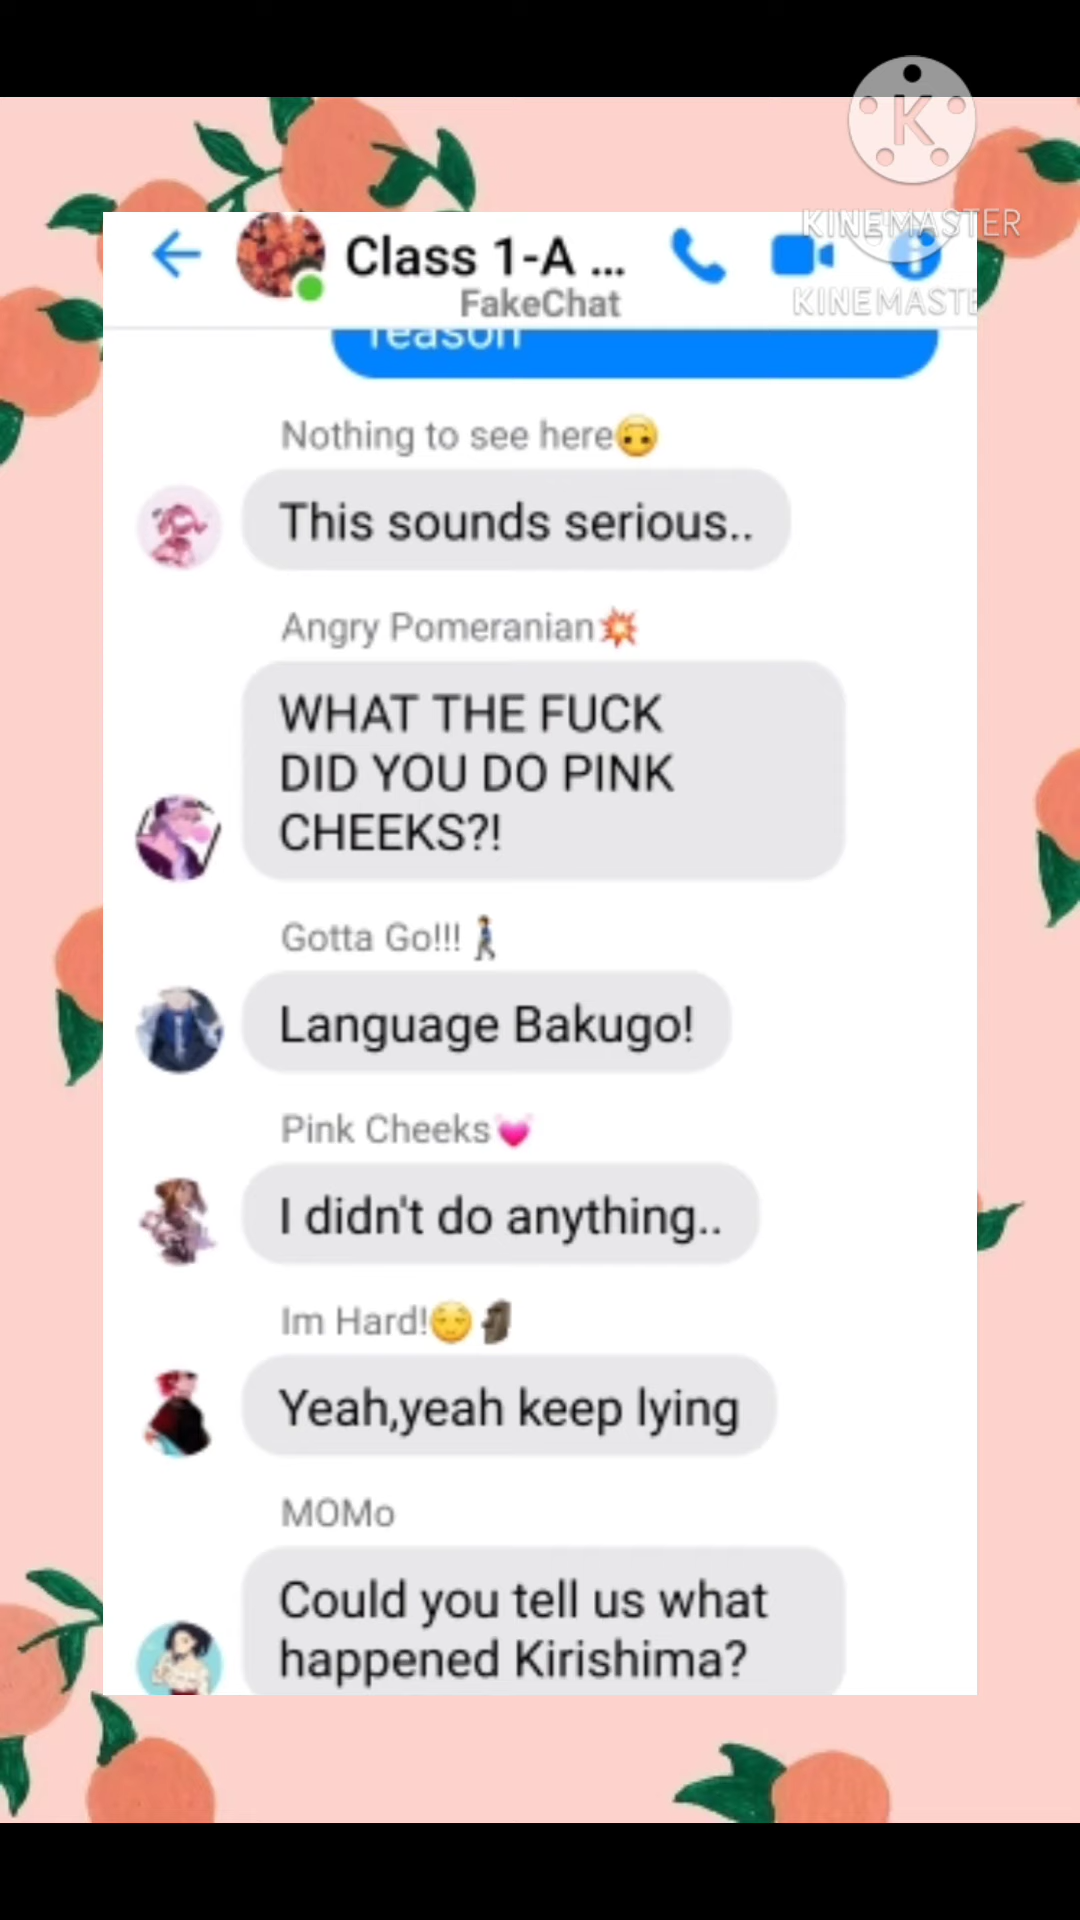 K
KINEMASTER
Class 1-A ...
FakeChat
KINEMASTE
reason
Nothing to see here🙃
This sounds serious..
Angry Pomeranian💥
WHAT THE FUCK
DID YOU DO PINK
CHEEKS?!
Gotta Go!!!🚶
Language Bakugo!
Pink Cheeks💓
I didn't do anything..
Im Hard!😌🗿
Yeah,yeah keep lying
MOMo
Could you tell us what
happened Kirishima?